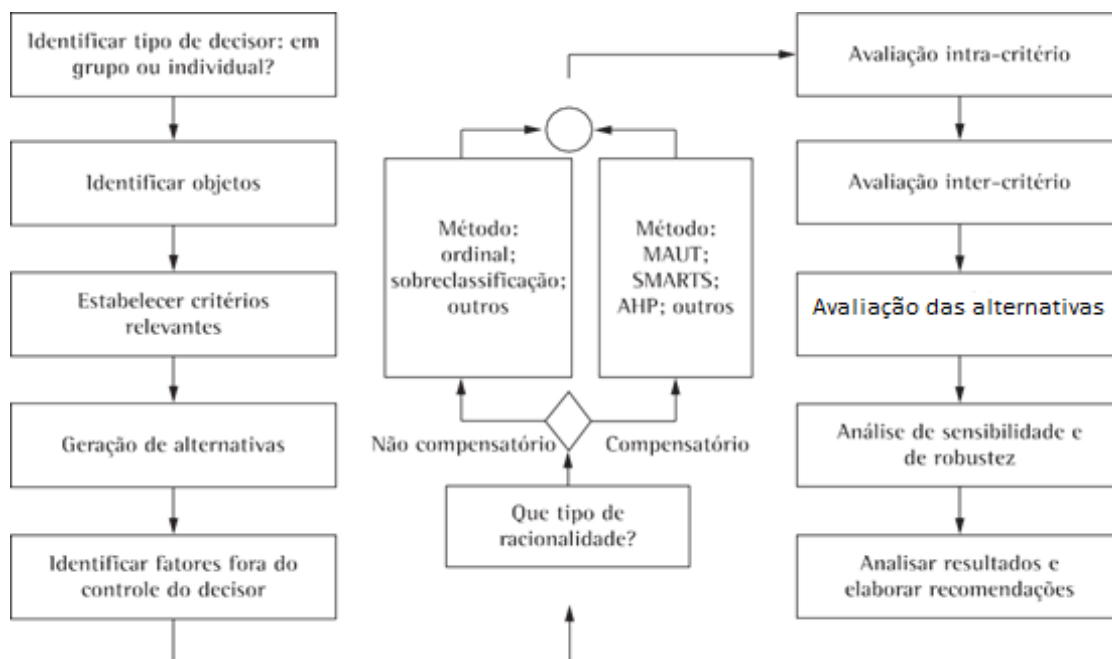 Identificar tipo de decisor: em
grupo ou individual?
Identificar objetos
Estabelecer critérios
relevantes
Geração de alternativas
Identificar fatores fora do
controle do decisor
Que tipo de
racionalidade?
Não compensatório
Compensatório
Método:
ordinal;
sobreclassificação;
outros
Método:
MAUT;
SMARTS;
AHP; outros
Avaliação intra-critério
Avaliação inter-critério
Avaliação das alternativas
Análise de sensibilidade e
de robustez
Analisar resultados e
elaborar recomendações